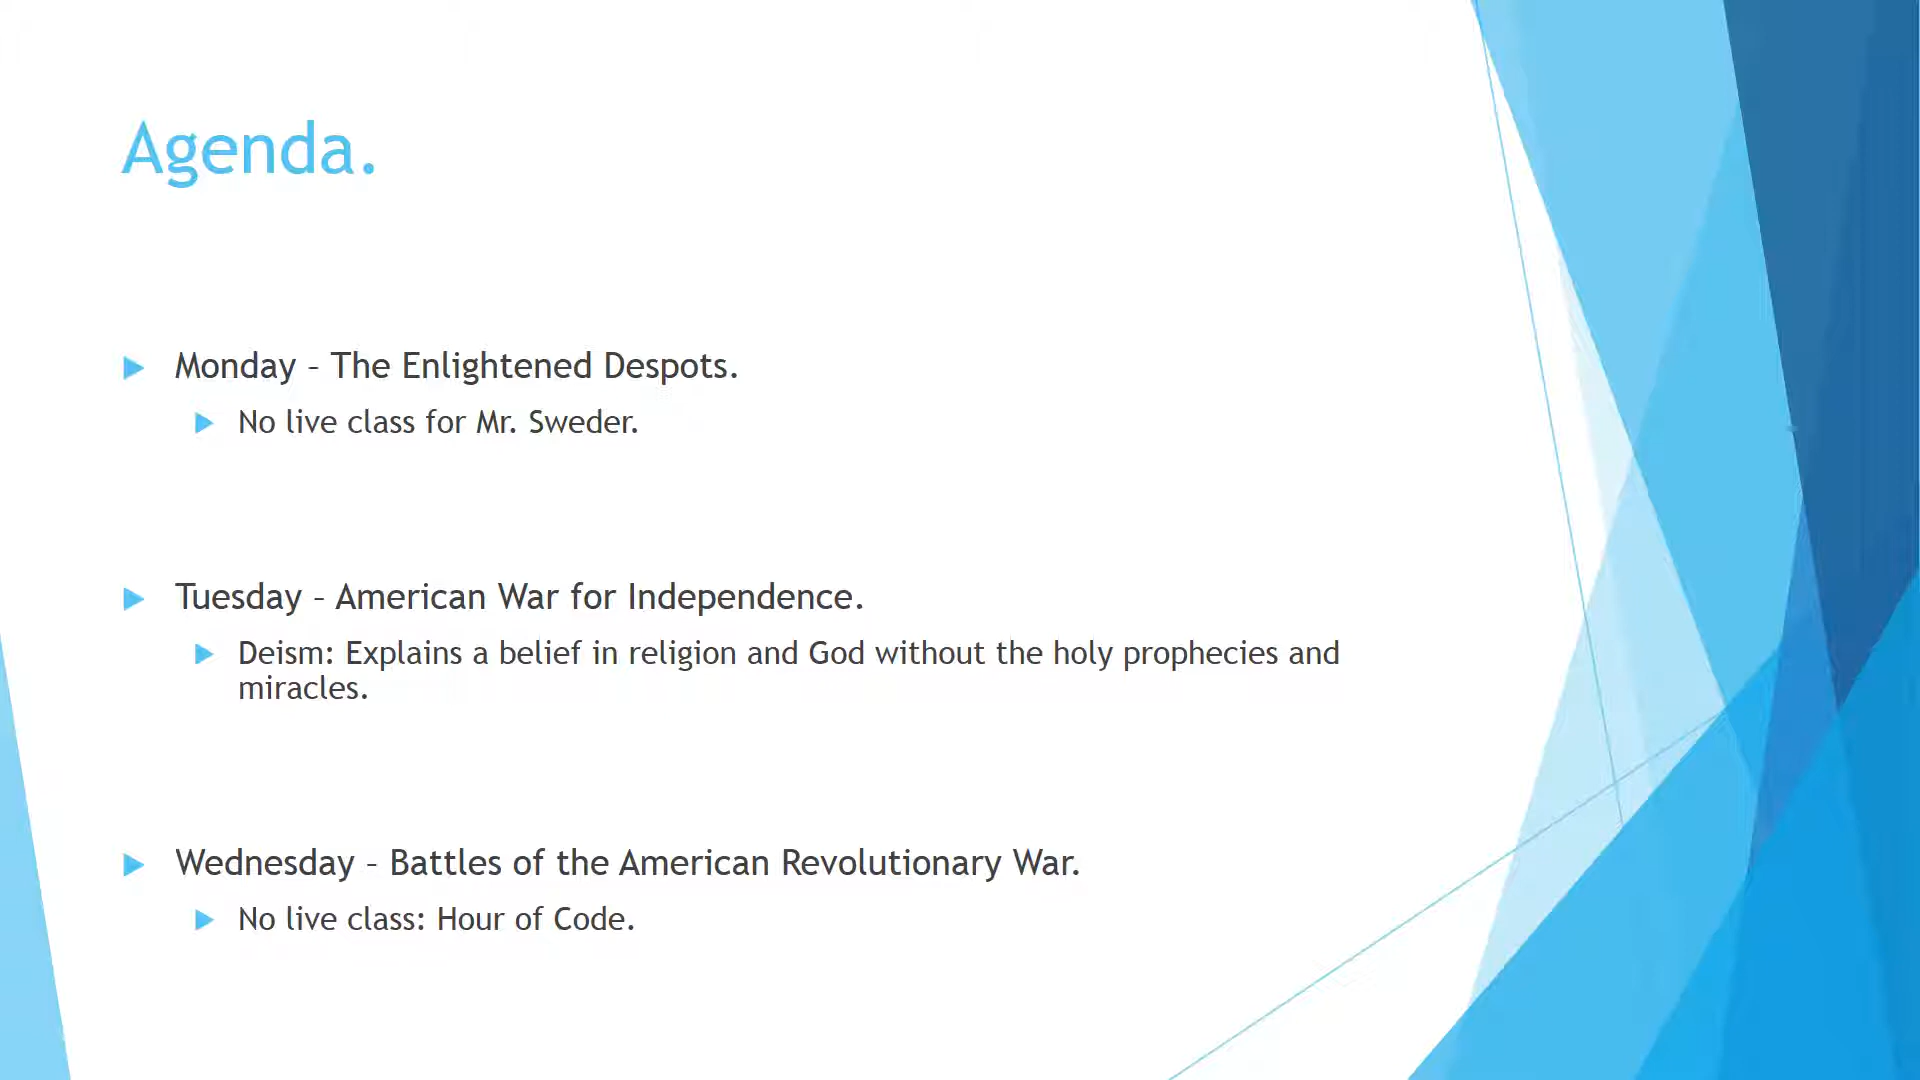 Agenda.
Monday – The Enlightened Despots.
No live class for Mr. Sweder.
Tuesday – American War for Independence.
Deism: Explains a belief in religion and God without the holy prophecies and
miracles.
Wednesday – Battles of the American Revolutionary War.
No live class: Hour of Code.